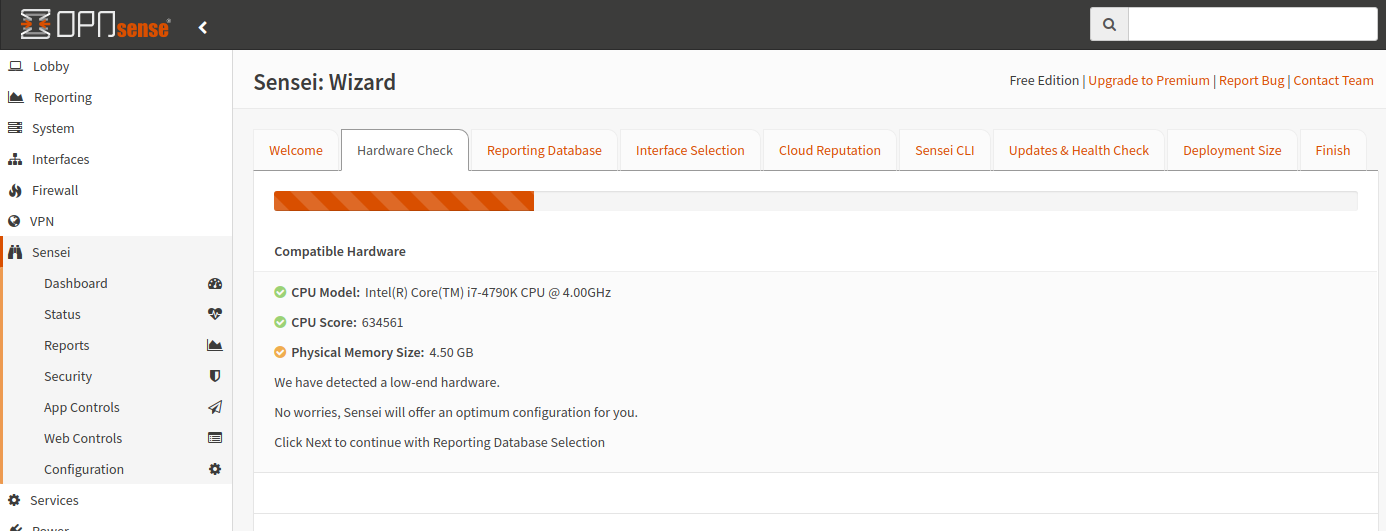 OPNsense®
Sensei: Wizard
Free Edition | Upgrade to Premium | Report Bug | Contact Team
Lobby
Reporting
System
Interfaces
Firewall
VPN
Sensei
Dashboard
Status
Reports
Security
App Controls
Web Controls
Configuration
Services
Power
Welcome
Hardware Check
Reporting Database
Interface Selection
Cloud Reputation
Sensei CLI
Updates & Health Check
Deployment Size
Finish
Compatible Hardware
CPU Model: Intel(R) Core(TM) i7-4790K CPU @ 4.00GHz
CPU Score: 634561
Physical Memory Size: 4.50 GB
We have detected a low-end hardware.
No worries, Sensei will offer an optimum configuration for you.
Click Next to continue with Reporting Database Selection